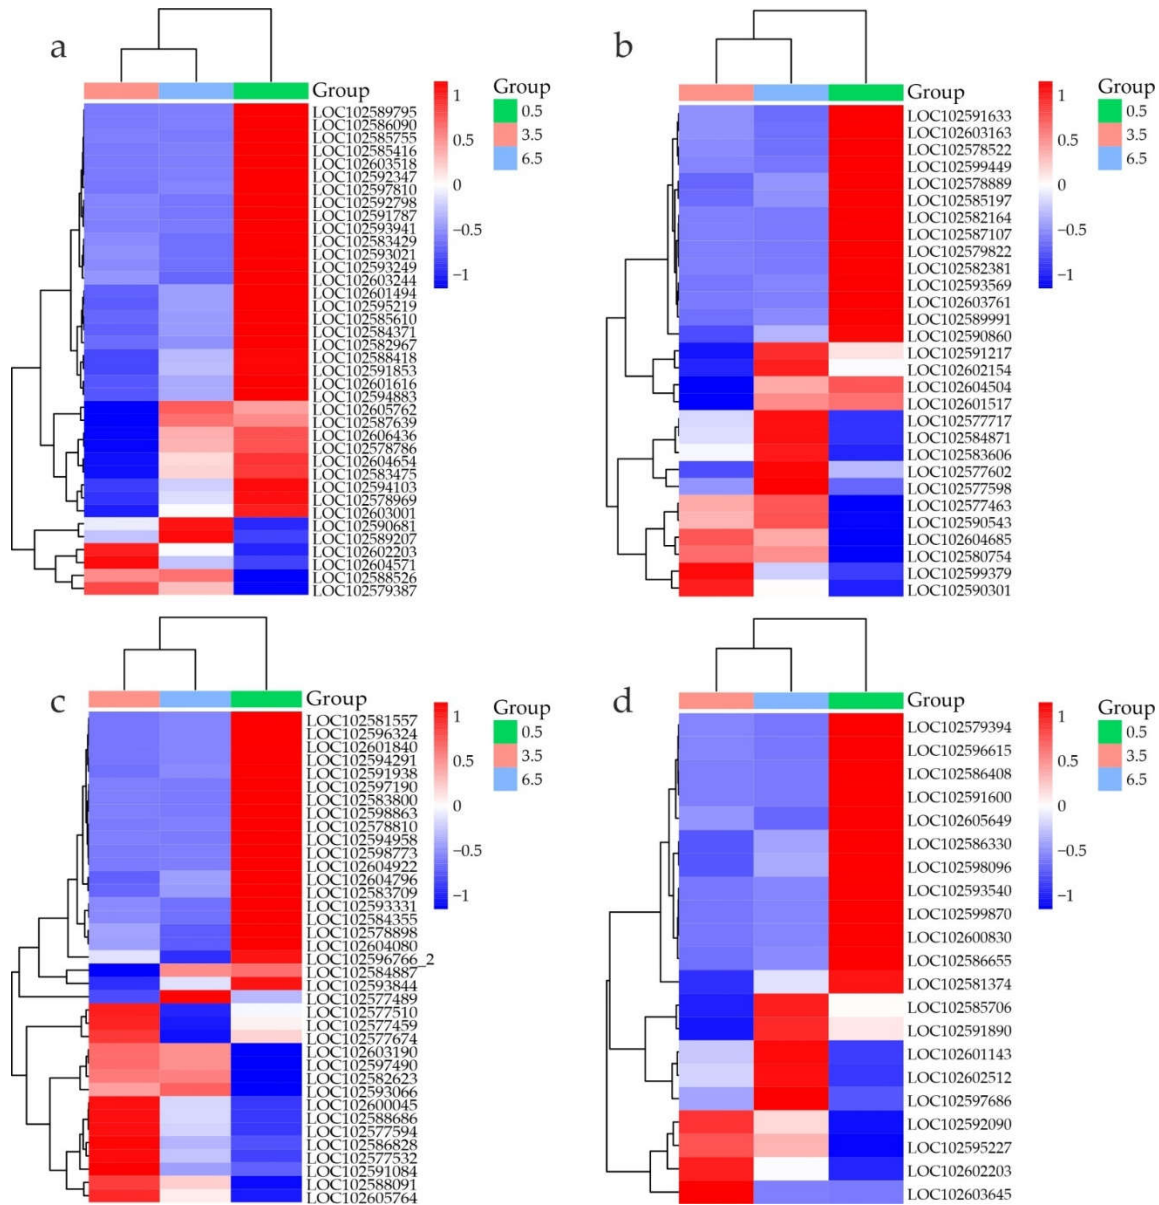 a
Group
LOC102589795
LOC102586090
LOC102585755
LOC102585416
LOC102603518
LOC102592347
LOC102597810
LOC102592798
LOC102591787
LOC102593941
LOC102583429
LOC102593021
LOC102593249
LOC102603244
LOC102601494
LOC102595219
LOC102585610
LOC102584371
LOC102582967
LOC102588418
LOC102591853
LOC102601616
LOC102594883
LOC102605762
LOC102587639
LOC102606436
LOC102578786
LOC102604654
LOC102583475
LOC102594103
LOC102578969
LOC102603001
LOC102590681
LOC102589207
LOC102602203
LOC102604571
LOC102588526
LOC102579387
1
0.5
0
−0.5
−1
Group
0.5
3.5
6.5
b
Group
LOC102591633
LOC102603163
LOC102578522
LOC102599449
LOC102578889
LOC102585197
LOC102582164
LOC102587107
LOC102579822
LOC102582381
LOC102593569
LOC102603761
LOC102589991
LOC102590860
LOC102591217
LOC102602154
LOC102604504
LOC102601517
LOC102577717
LOC102584871
LOC102583606
LOC102577602
LOC102577598
LOC102577463
LOC102590543
LOC102604685
LOC102580754
LOC102599379
LOC102590301
1
0.5
0
−0.5
−1
Group
0.5
3.5
6.5
c
Group
LOC102581557
LOC102596324
LOC102601840
LOC102594291
LOC102591938
LOC102597190
LOC102583800
LOC102598863
LOC102578810
LOC102594958
LOC102598773
LOC102604922
LOC102604796
LOC102583709
LOC102593331
LOC102584355
LOC102578898
LOC102604080
LOC102596766_2
LOC102584887
LOC102593844
LOC102577489
LOC102577510
LOC102577459
LOC102577674
LOC102603190
LOC102597490
LOC102582623
LOC102593066
LOC102600045
LOC102588686
LOC102577594
LOC102586828
LOC102577532
LOC102591084
LOC102588091
LOC102605764
1
0.5
0
−0.5
−1
Group
0.5
3.5
6.5
d
Group
LOC102579394
LOC102596615
LOC102586408
LOC102591600
LOC102605649
LOC102586330
LOC102598096
LOC102593540
LOC102599870
LOC102600830
LOC102586655
LOC102581374
LOC102585706
LOC102591890
LOC102601143
LOC102602512
LOC102597686
LOC102592090
LOC102595227
LOC102602203
LOC102603645
1
0.5
0
−0.5
−1
Group
0.5
3.5
6.5